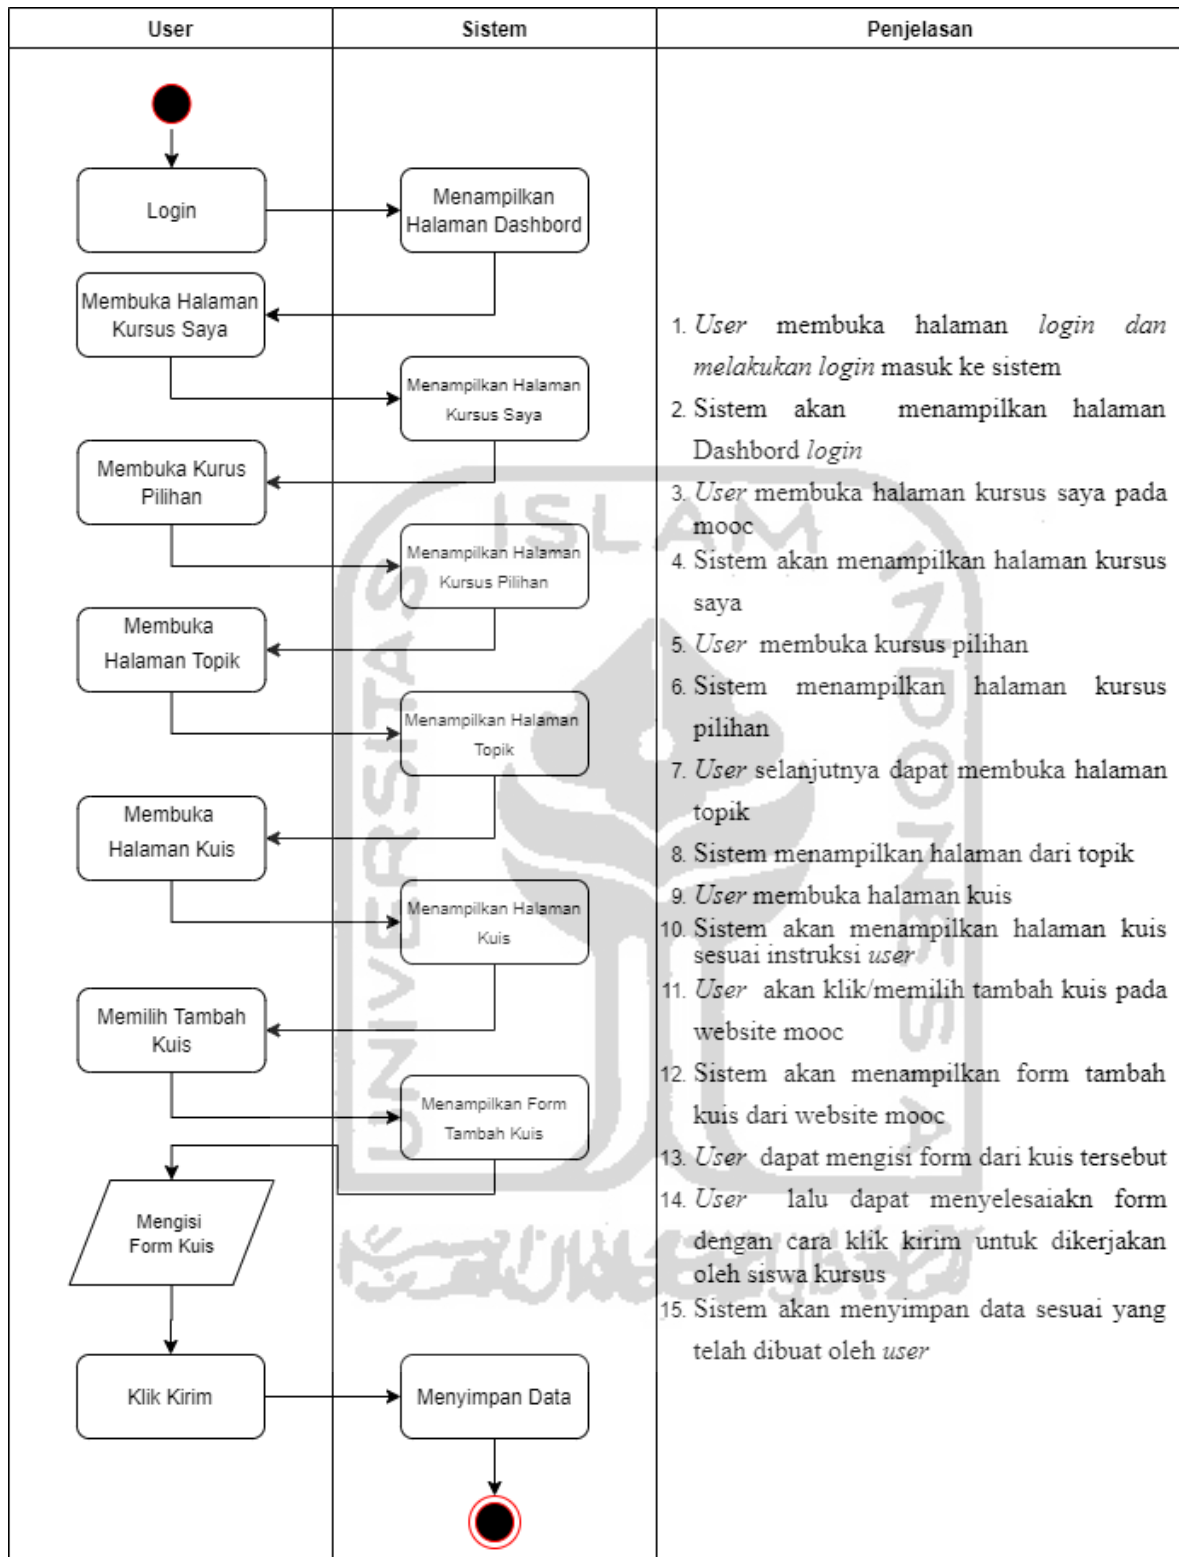 User
Sistem
Penjelasan
Login
Menampilkan
Halaman Dashbord
Membuka Halaman
Kursus Saya
Menampilkan Halaman
Kursus Saya
Membuka Kurus
Pilihan
Menampilkan Halaman
Kursus Pilihan
Membuka
Halaman Topik
Menampilkan Halaman
Topik
Membuka
Halaman Kuis
Menampilkan Halaman
Kuis
Memilih Tambah
Kuis
Menampilkan Form
Tambah Kuis
Mengisi
Form Kuis
Klik Kirim
Menyimpan Data
1. User membuka halaman login dan
melakukan login masuk ke sistem
2. Sistem akan menampilkan halaman
Dashbord login
3. User membuka halaman kursus saya pada
mooc
4. Sistem akan menampilkan halaman kursus
saya
5. User membuka kursus pilihan
6. Sistem menampilkan halaman kursus
pilihan
7. User selanjutnya dapat membuka halaman
topik
8. Sistem menampilkan halaman dari topik
9. User membuka halaman kuis
10. Sistem akan menampilkan halaman kuis
sesuai instruksi user
11. User akan klik/memilih tambah kuis pada
website mooc
12. Sistem akan menampilkan form tambah
kuis dari website mooc
13. User dapat mengisi form dari kuis tersebut
14. User lalu dapat menyelesaiakn form
dengan cara klik kirim untuk dikerjakan
oleh siswa kursus
15. Sistem akan menyimpan data sesuai yang
telah dibuat oleh user
UNIVERSITAS
ISLAM
INDONESIA